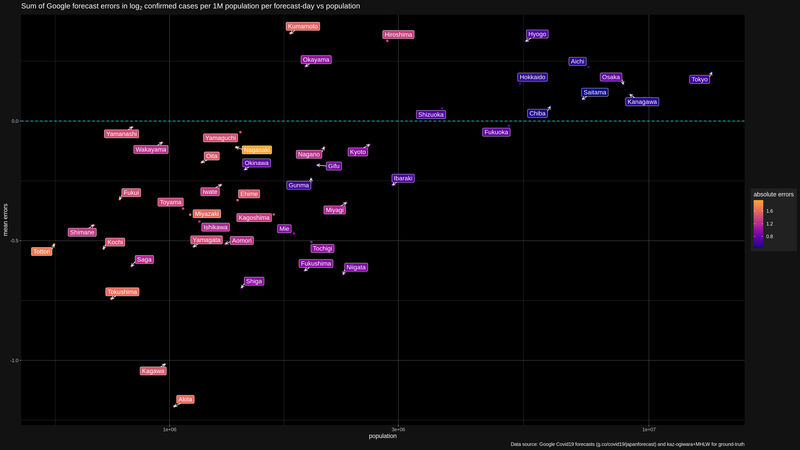 Sum of Google forecast errors in log2 confirmed cases per 1M population per forecast-day vs population
Kumamoto
Hiroshima
Hyogo
Okayama
Aichi
Hokkaido
Osaka
Tokyo
Saitama
Kanagawa
Shizuoka
Chiba
0.0
Yamanashi
Yamaguchi
Fukuoka
Wakayama
Nagasaki
Oita
Okinawa
Nagano
Kyoto
Gifu
Gunma
Ibaraki
absolute errors
1.6
1.2
0.8
Fukui
Iwate
Ehime
Toyama
Miyazaki
Kagoshima
Miyagi
mean errors
Shimane
Ishikawa
Mie
-0.5
Tottori
Kochi
Yamagata
Aomori
Tochigi
Saga
Fukushima
Niigata
Tokushima
Shiga
-1.0
Kagawa
Akita
1e+06
3e+06
1e+07
population
Data source: Google Covid19 forecasts (g.co/covid19/japanforecast) and kaz-ogiwara+MHLW for ground-truth